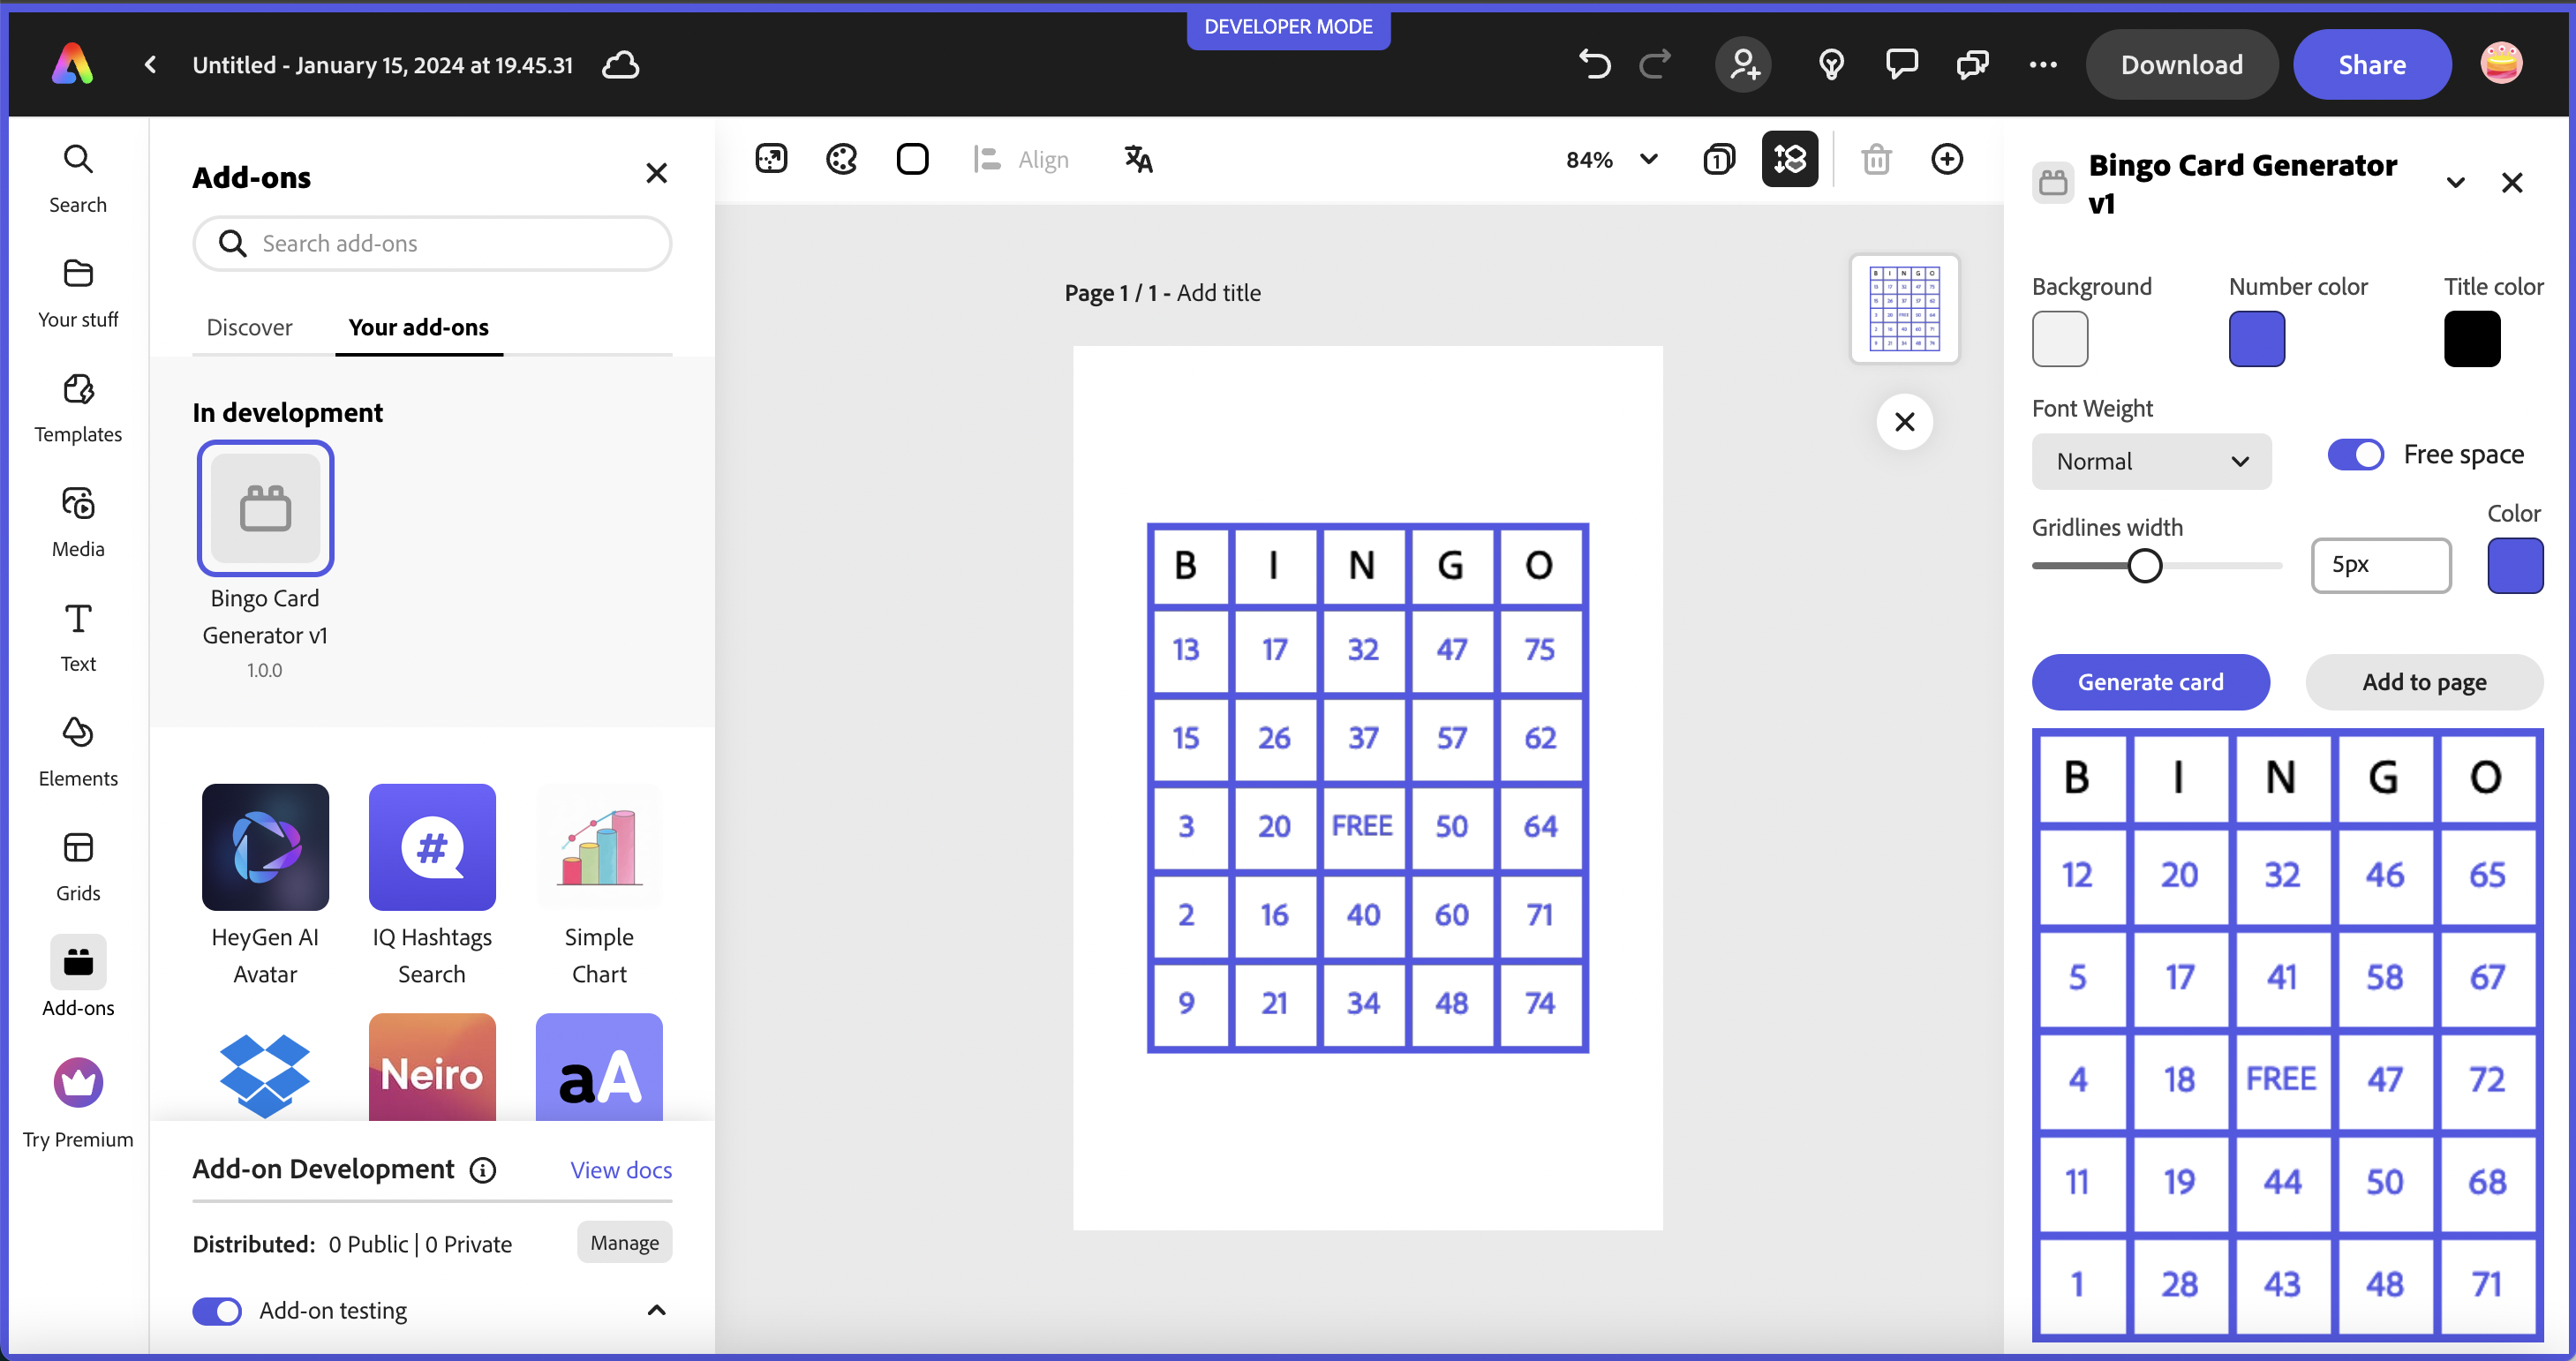 DEVELOPER MODE
Untitled - January 15, 2024 at 19.45.31
Download
Share
Search
Your stuff
Templates
Media
Text
Elements
Grids
Add-ons
Try Premium
Add-ons
Search add-ons
Discover
Your add-ons
In development
Bingo Card
Generator v1
1.0.0
HeyGen AI
Avatar
IQ Hashtags
Search
Simple
Chart
#
Neiro
aA
Add-on Development
View docs
Distributed: 0 Public | 0 Private
Manage
Add-on testing
Align
84%
1
Page 1 / 1 - Add title
B I N G O
13 17 32 47 75
15 26 37 57 62
3 20 FREE 50 64
2 16 40 60 71
9 21 34 48 74
Bingo Card Generator
v1
Background
Number color
Title color
Font Weight
Normal
Free space
Gridlines width
5px
Color
Generate card
Add to page
B I N G O
12 20 32 46 65
5 17 41 58 67
4 18 FREE 47 72
11 19 44 50 68
1 28 43 48 71